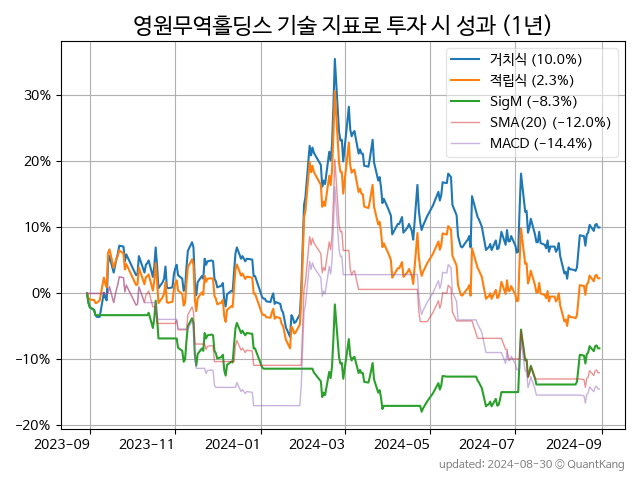 영원무역홀딩스 기술 지표로 투자 시 성과 (1년)
거치식 (10.0%)
적립식 (2.3%)
SigM (−8.3%)
SMA(20) (−12.0%)
MACD (−14.4%)
30%
20%
10%
0%
−10%
−20%
2023−09 2023−11 2024−01 2024−03 2024−05 2024−07 2024−09
updated: 2024−08−30 © QuantKang